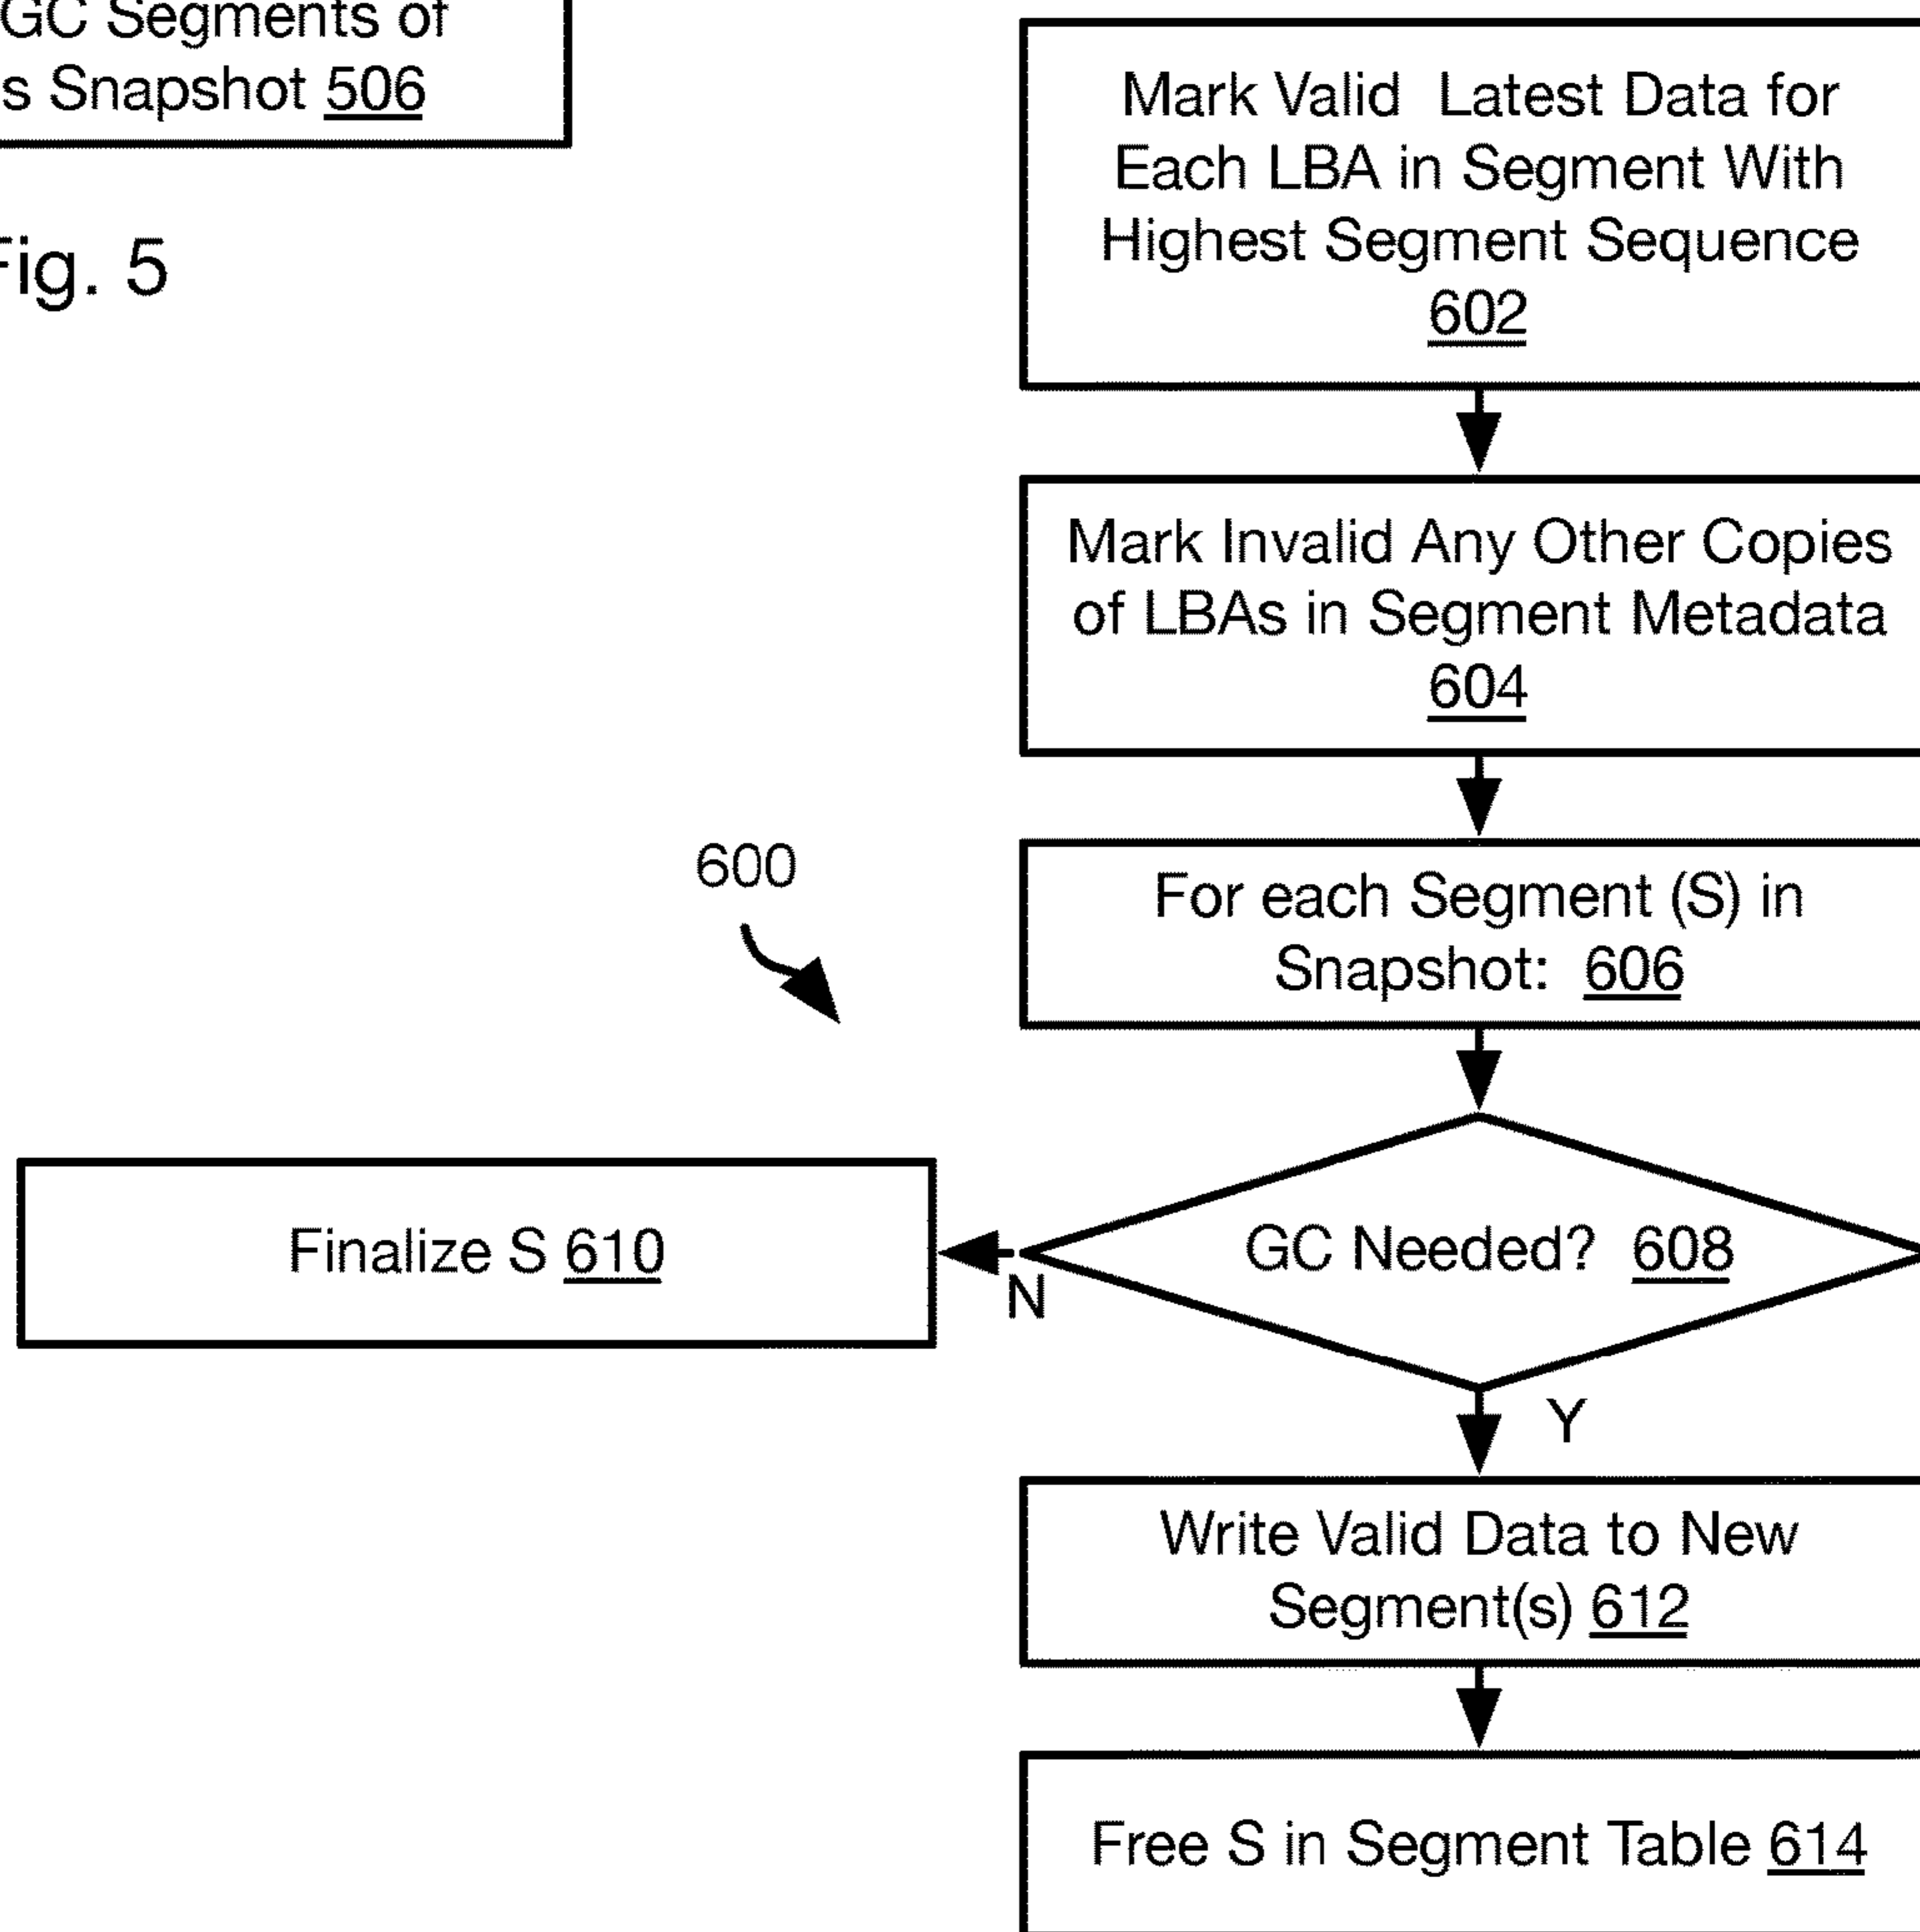 GC Segments of
s Snapshot 506
Fig. 5
Mark Valid Latest Data for
Each LBA in Segment With
Highest Segment Sequence
602
Mark Invalid Any Other Copies
of LBAs in Segment Metadata
604
600
For each Segment (S) in
Snapshot: 606
Finalize S 610
N
GC Needed? 608
Y
Write Valid Data to New
Segment(s) 612
Free S in Segment Table 614